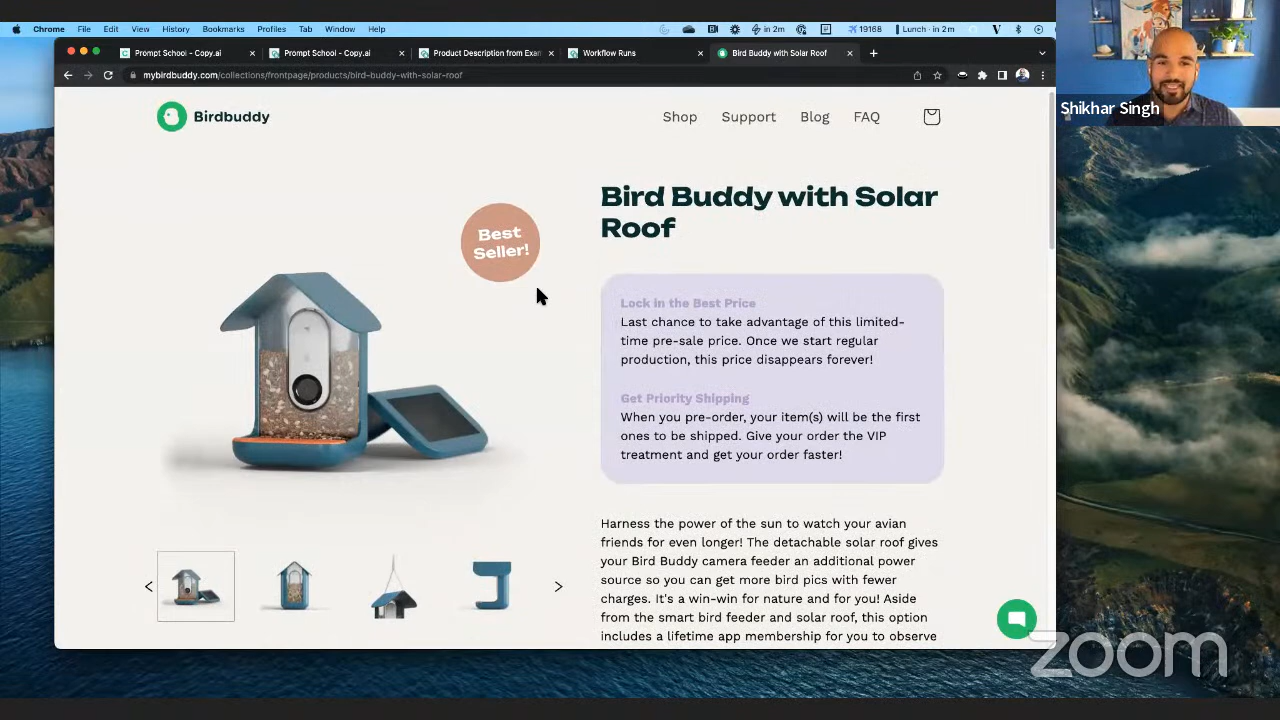 Chrome File Edit View History Bookmarks Profiles Tab Window Help in 2m 19168 Lunch · in 2m
Prompt School - Copy.ai
Prompt School - Copy.ai
Product Description from Exam
Workflow Runs
Bird Buddy with Solar Roof
mybirdbuddy.com/collections/frontpage/products/bird-buddy-with-solar-roof
Shikhar Singh
Birdbuddy
Shop Support Blog FAQ
Best
Seller!
Bird Buddy with Solar
Roof
Lock in the Best Price
Last chance to take advantage of this limited-
time pre-sale price. Once we start regular
production, this price disappears forever!
Get Priority Shipping
When you pre-order, your item(s) will be the first
ones to be shipped. Give your order the VIP
treatment and get your order faster!
Harness the power of the sun to watch your avian
friends for even longer! The detachable solar roof gives
your Bird Buddy camera feeder an additional power
source so you can get more bird pics with fewer
charges. It's a win-win for nature and for you! Aside
from the smart bird feeder and solar roof, this option
includes a lifetime app membership for you to observe
zoom